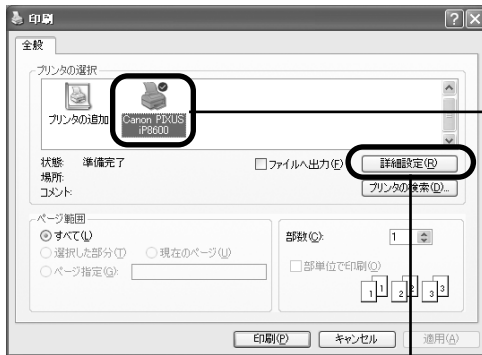 印刷
全般
プリンタの選択
プリンタの追加
Canon PIXUS
iP8600
状態: 準備完了
場所:
コメント:
ファイルへ出力(F)
詳細設定(R)
プリンタの検索(D)...
ページ範囲
すべて(L)
選択した部分(T) 現在のページ(U)
ページ指定(G):
部数(C): 1
部単位で印刷(O)
1 1 2 2 3 3
印刷(P) キャンセル 適用(A)